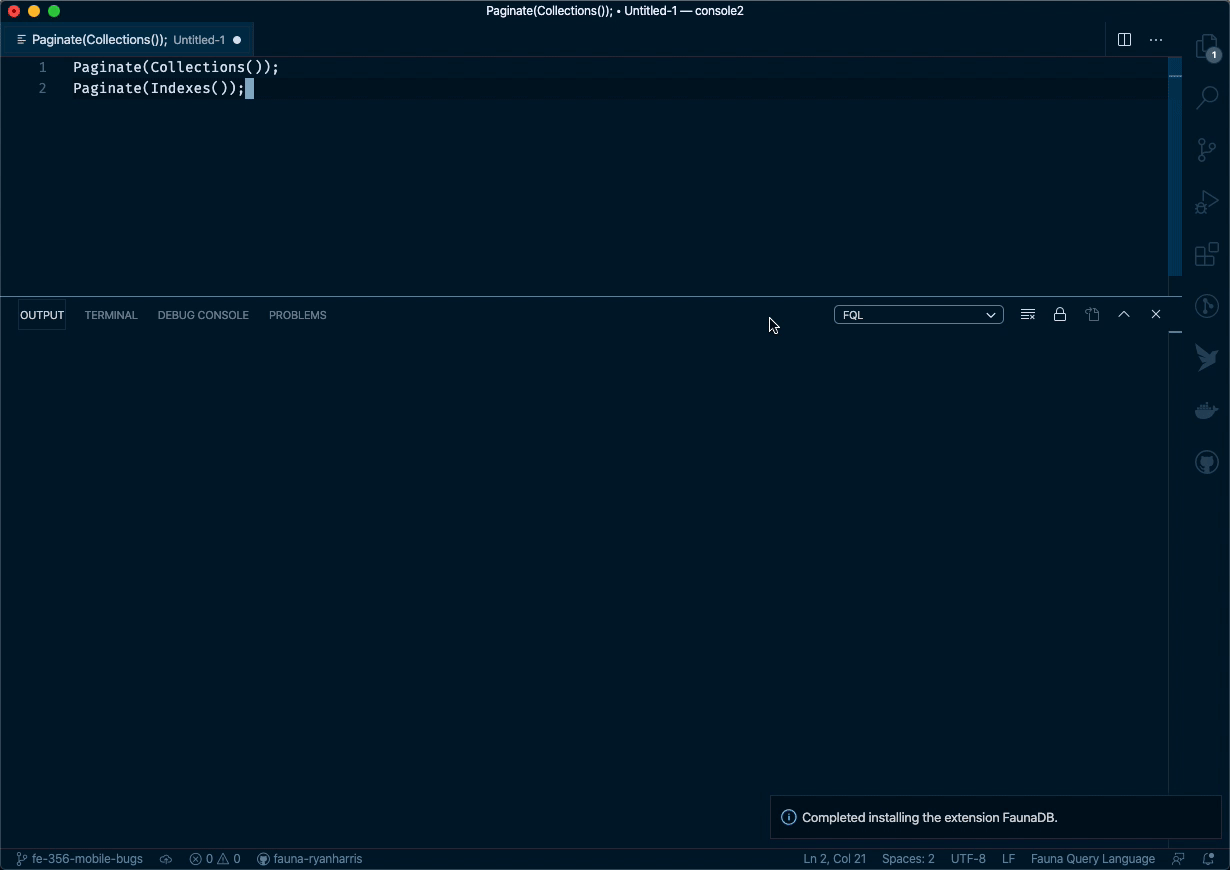 Paginate(Collections()); • Untitled-1 — console2
Paginate(Collections()); Untitled-1
1 Paginate(Collections());
2 Paginate(Indexes());
1
OUTPUT TERMINAL DEBUG CONSOLE PROBLEMS FQL
Completed installing the extension FaunaDB.
fe-356-mobile-bugs 0 0 fauna-ryanharris Ln 2, Col 21 Spaces: 2 UTF-8 LF Fauna Query Language